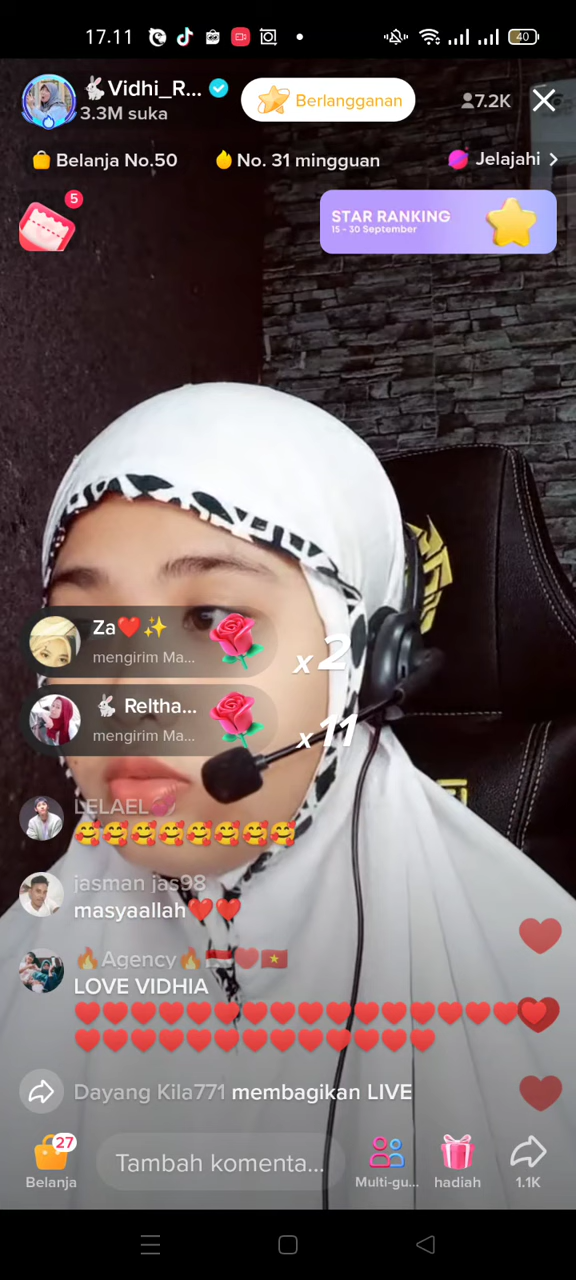 17.11
40
Vidhi_R...
3.3M suka
Berlangganan
7.2K
Belanja No.50
No. 31 mingguan
Jelajahi >
5
STAR RANKING
15 - 30 September
Za❤️✨
mengirim Ma...
x2
🐇 Reltha...
mengirim Ma...
x11
LELAEL
🥰🥰🥰🥰🥰🥰🥰🥰
jasman jas98
masyaallah❤️❤️
🔥Agency🔥🇮🇩❤️🇻🇳
LOVE VIDHIA
❤️❤️❤️❤️❤️❤️❤️❤️❤️❤️❤️❤️❤️❤️❤️❤️❤️
❤️❤️❤️❤️❤️❤️❤️❤️❤️❤️❤️❤️❤️
Dayang Kila771 membagikan LIVE
27
Belanja
Tambah komenta...
Multi-gu...
hadiah
1.1K